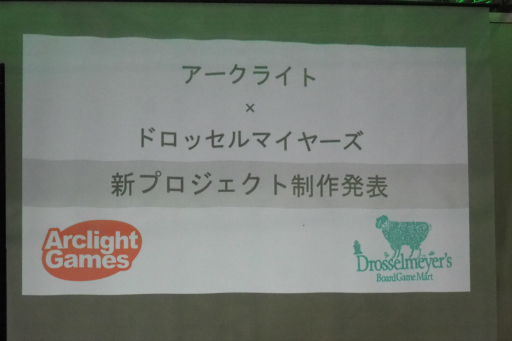 アークライト
×
ドロッセルマイヤーズ
新プロジェクト制作発表
Arclight
Games
Drosselmeyer's
BoardGame Mart